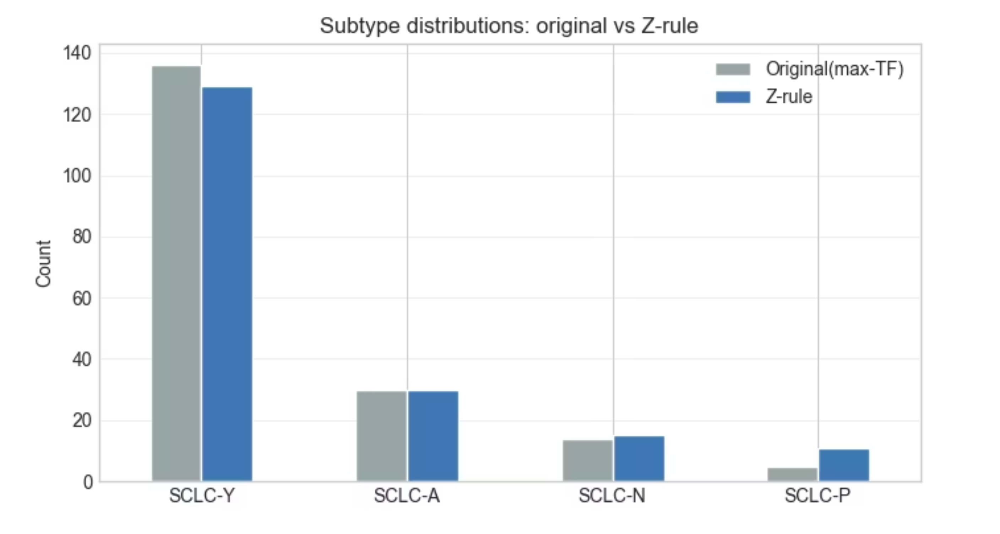 Subtype distributions: original vs Z-rule
140
120
100
80
60
40
20
0
Count
Original(max-TF)
Z-rule
SCLC-Y
SCLC-A
SCLC-N
SCLC-P